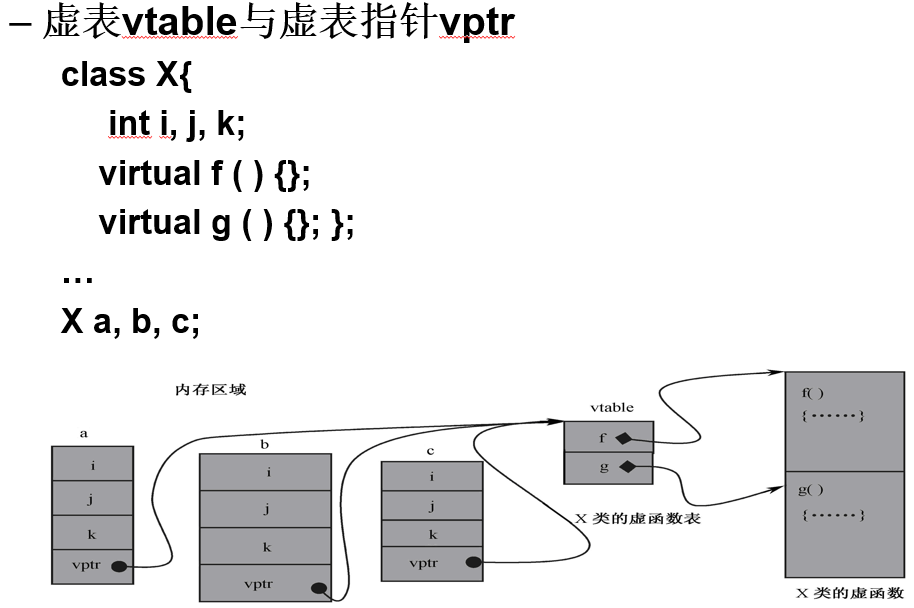 – 虚表vtable与虚表指针vptr
class X{
int i, j, k;
virtual f ( ) {};
virtual g ( ) {}; };
…
X a, b, c;
内存区域
a
i
j
k
vptr
b
i
j
k
vptr
c
i
j
k
vptr
vtable
f
g
X 类的虚函数表
f( )
{······}
g( )
{······}
X 类的虚函数